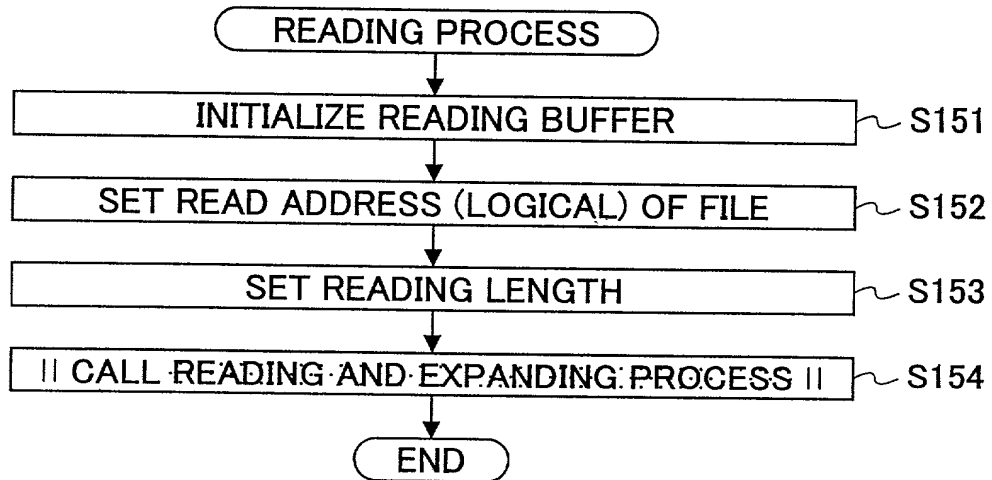 READING PROCESS
INITIALIZE READING BUFFER
S151
SET READ ADDRESS (LOGICAL) OF FILE
S152
SET READING LENGTH
S153
|| CALL READING AND EXPANDING PROCESS ||
S154
END